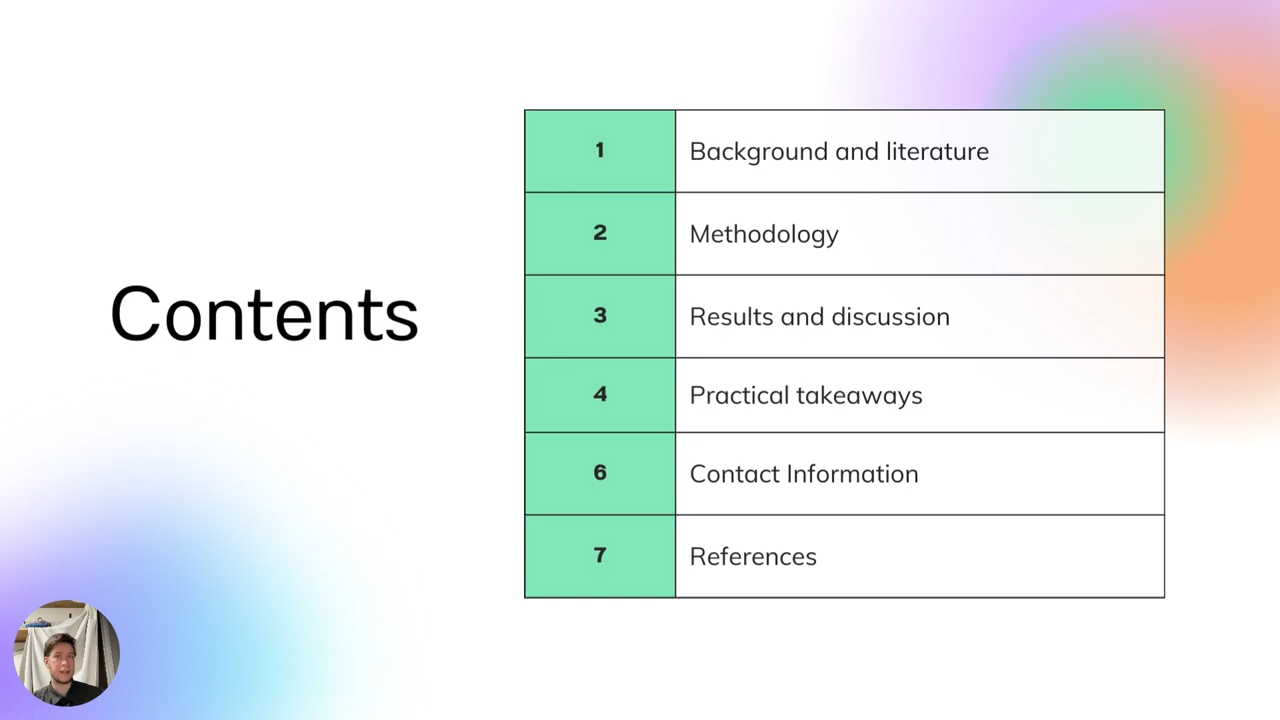 Contents
1 Background and literature
2 Methodology
3 Results and discussion
4 Practical takeaways
6 Contact Information
7 References